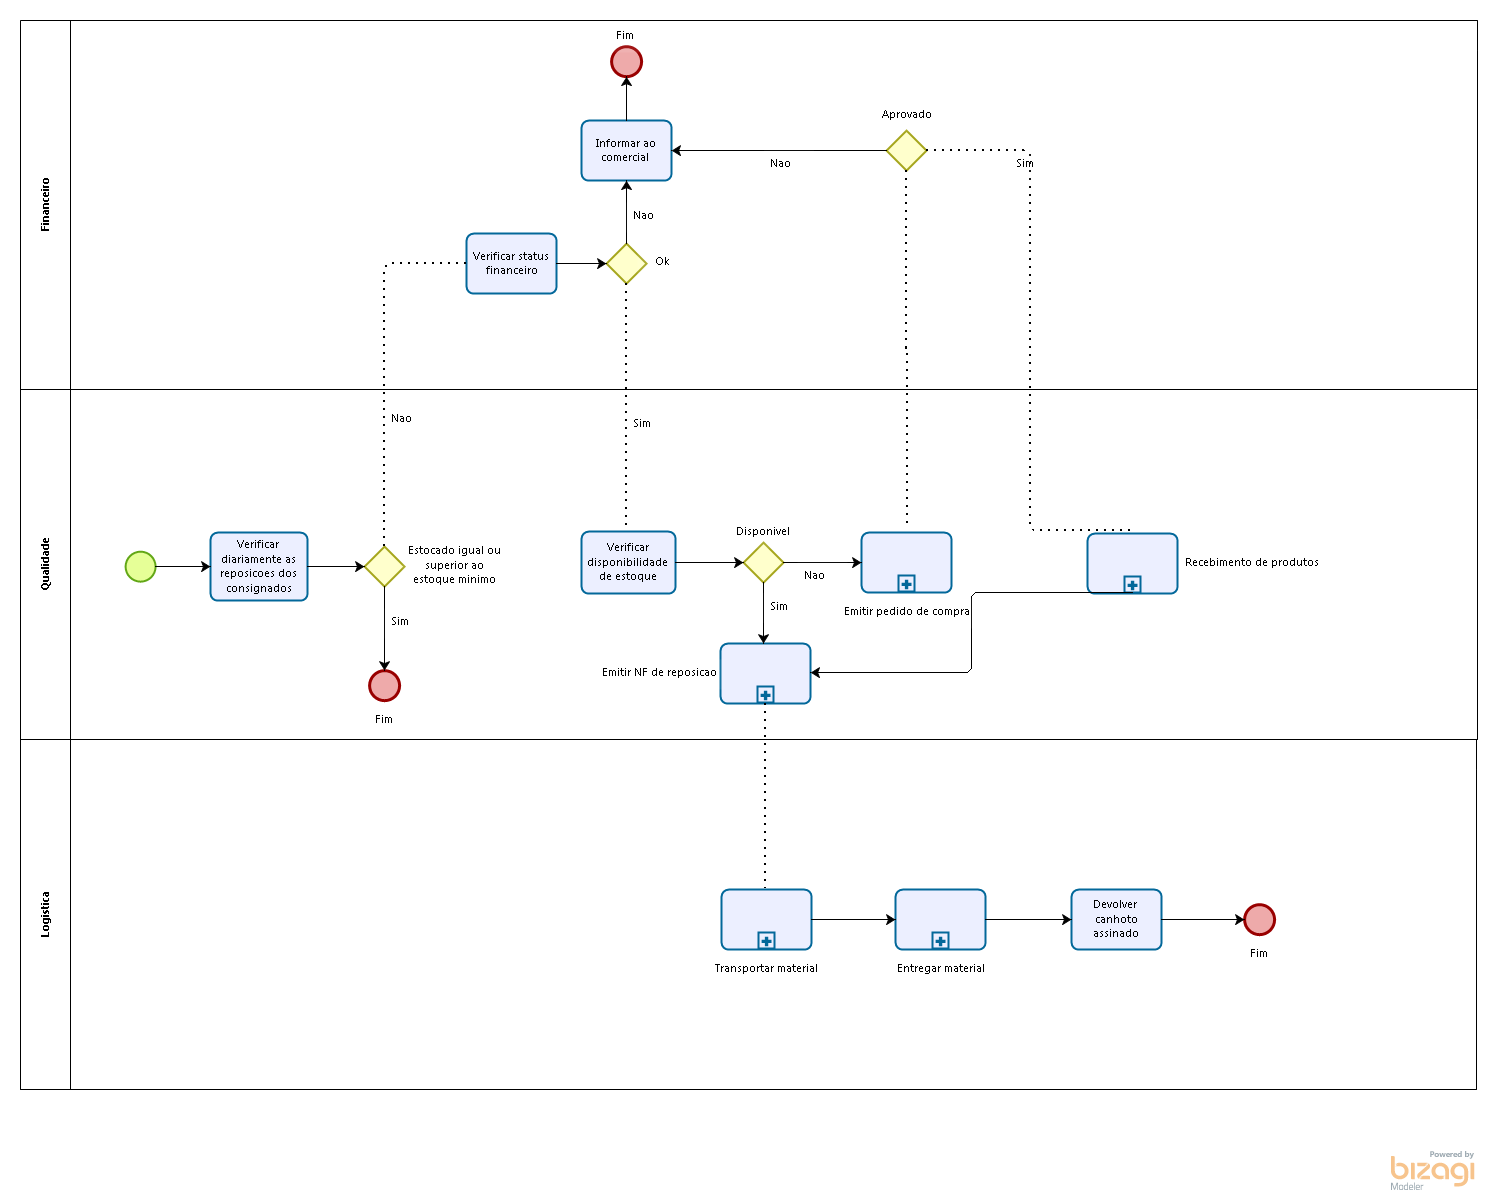 Fim
Aprovado
Informar ao
comercial
Nao
Sim
Financeiro
Nao
Verificar status
financeiro
Ok
Nao
Sim
Qualidade
Verificar
diariamente as
reposicoes dos
consignados
Estocado igual ou
superior ao
estoque minimo
Verificar
disponibilidade
de estoque
Disponivel
Nao
Recebimento de produtos
Sim
Sim
Emitir pedido de compra
Emitir NF de reposicao
Fim
Logistica
Devolver
canhoto
assinado
Transportar material
Entregar material
Fim
Powered by
bizagi
Modeler